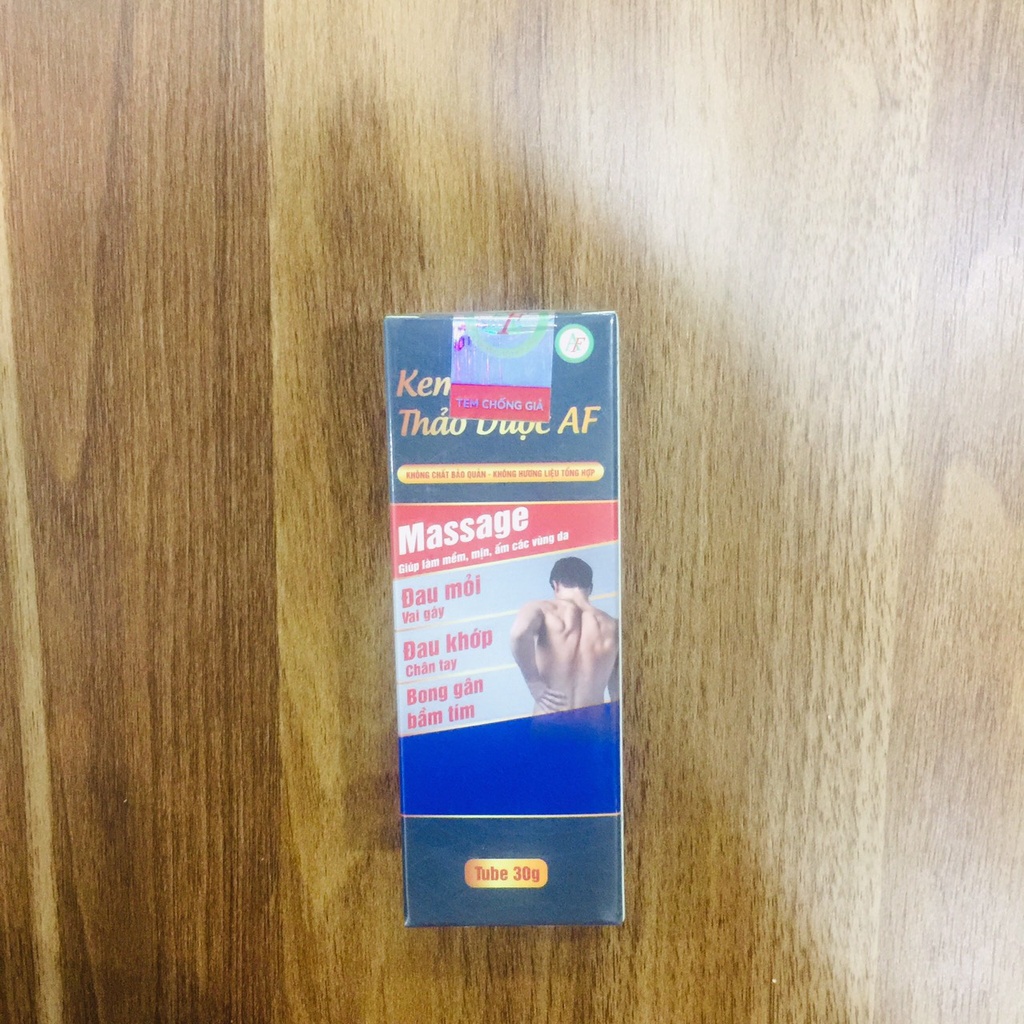 AF
TEM CHỐNG GIẢ
Kem
Thảo Dược AF
KHÔNG CHẤT BẢO QUẢN - KHÔNG HƯƠNG LIỆU TỔNG HỢP
Massage
Giúp làm mềm, mịn, ấm các vùng da
Đau mỏi
Vai gáy
Đau khớp
Chân tay
Bong gân
bầm tím
Tube 30g